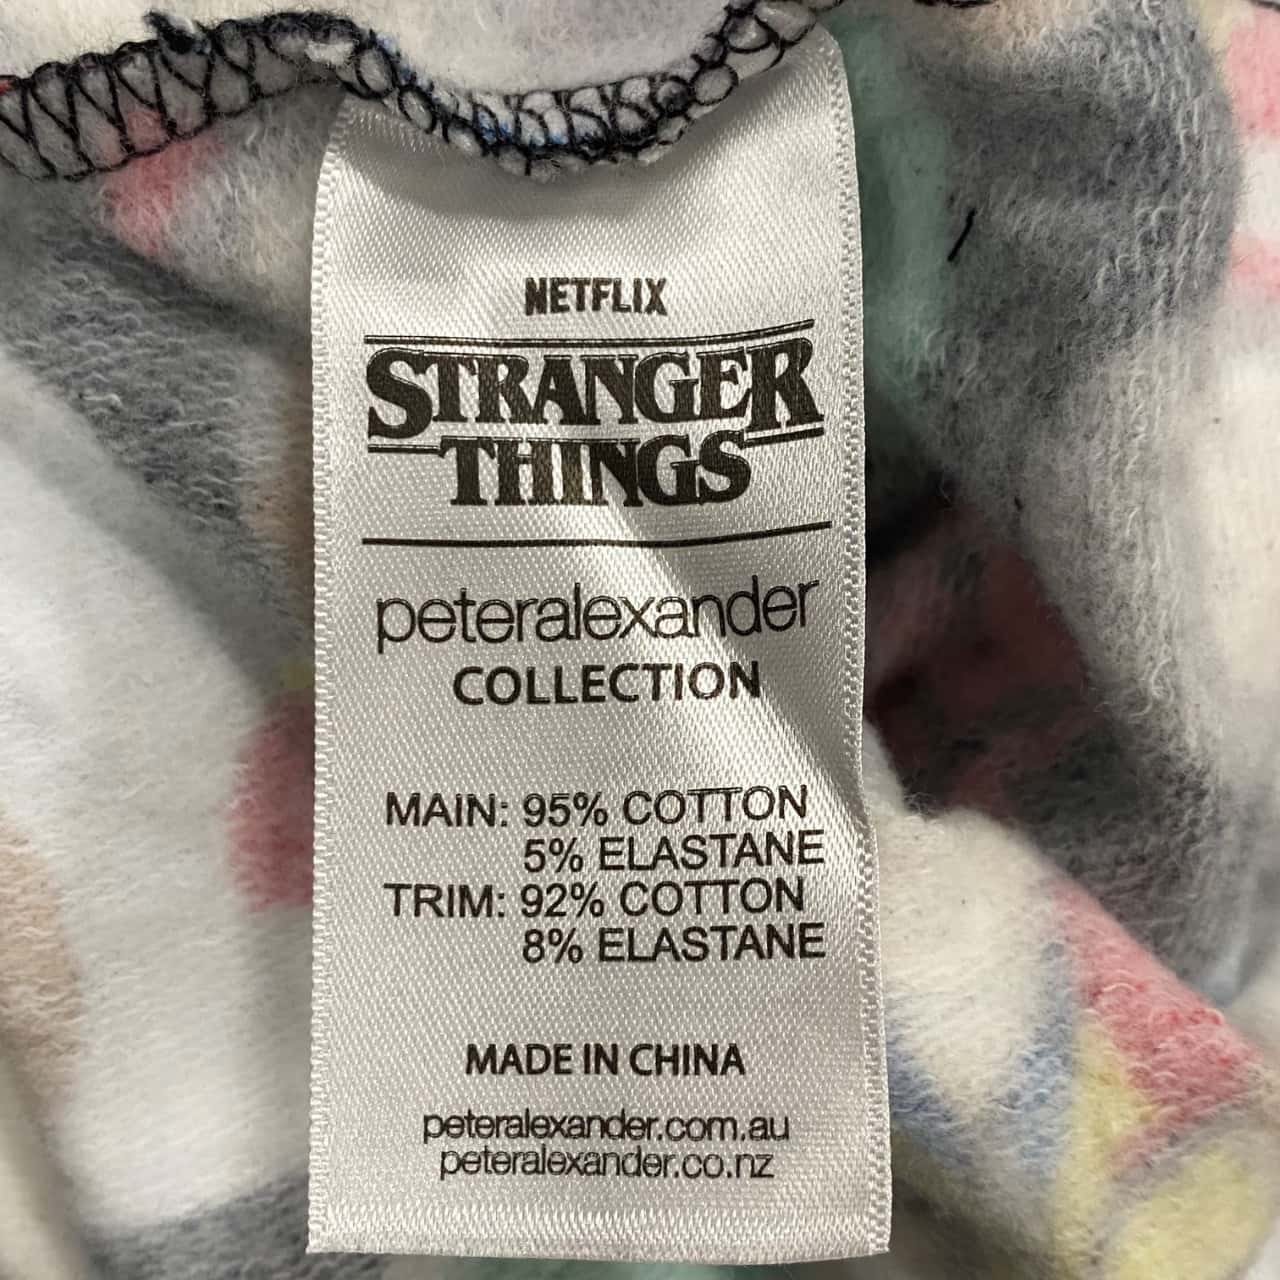 NETFLIX
STRANGER
THINGS
peteralexander
COLLECTION
MAIN: 95% COTTON
5% ELASTANE
TRIM: 92% COTTON
8% ELASTANE
MADE IN CHINA
peteralexander.com.au
peteralexander.co.nz